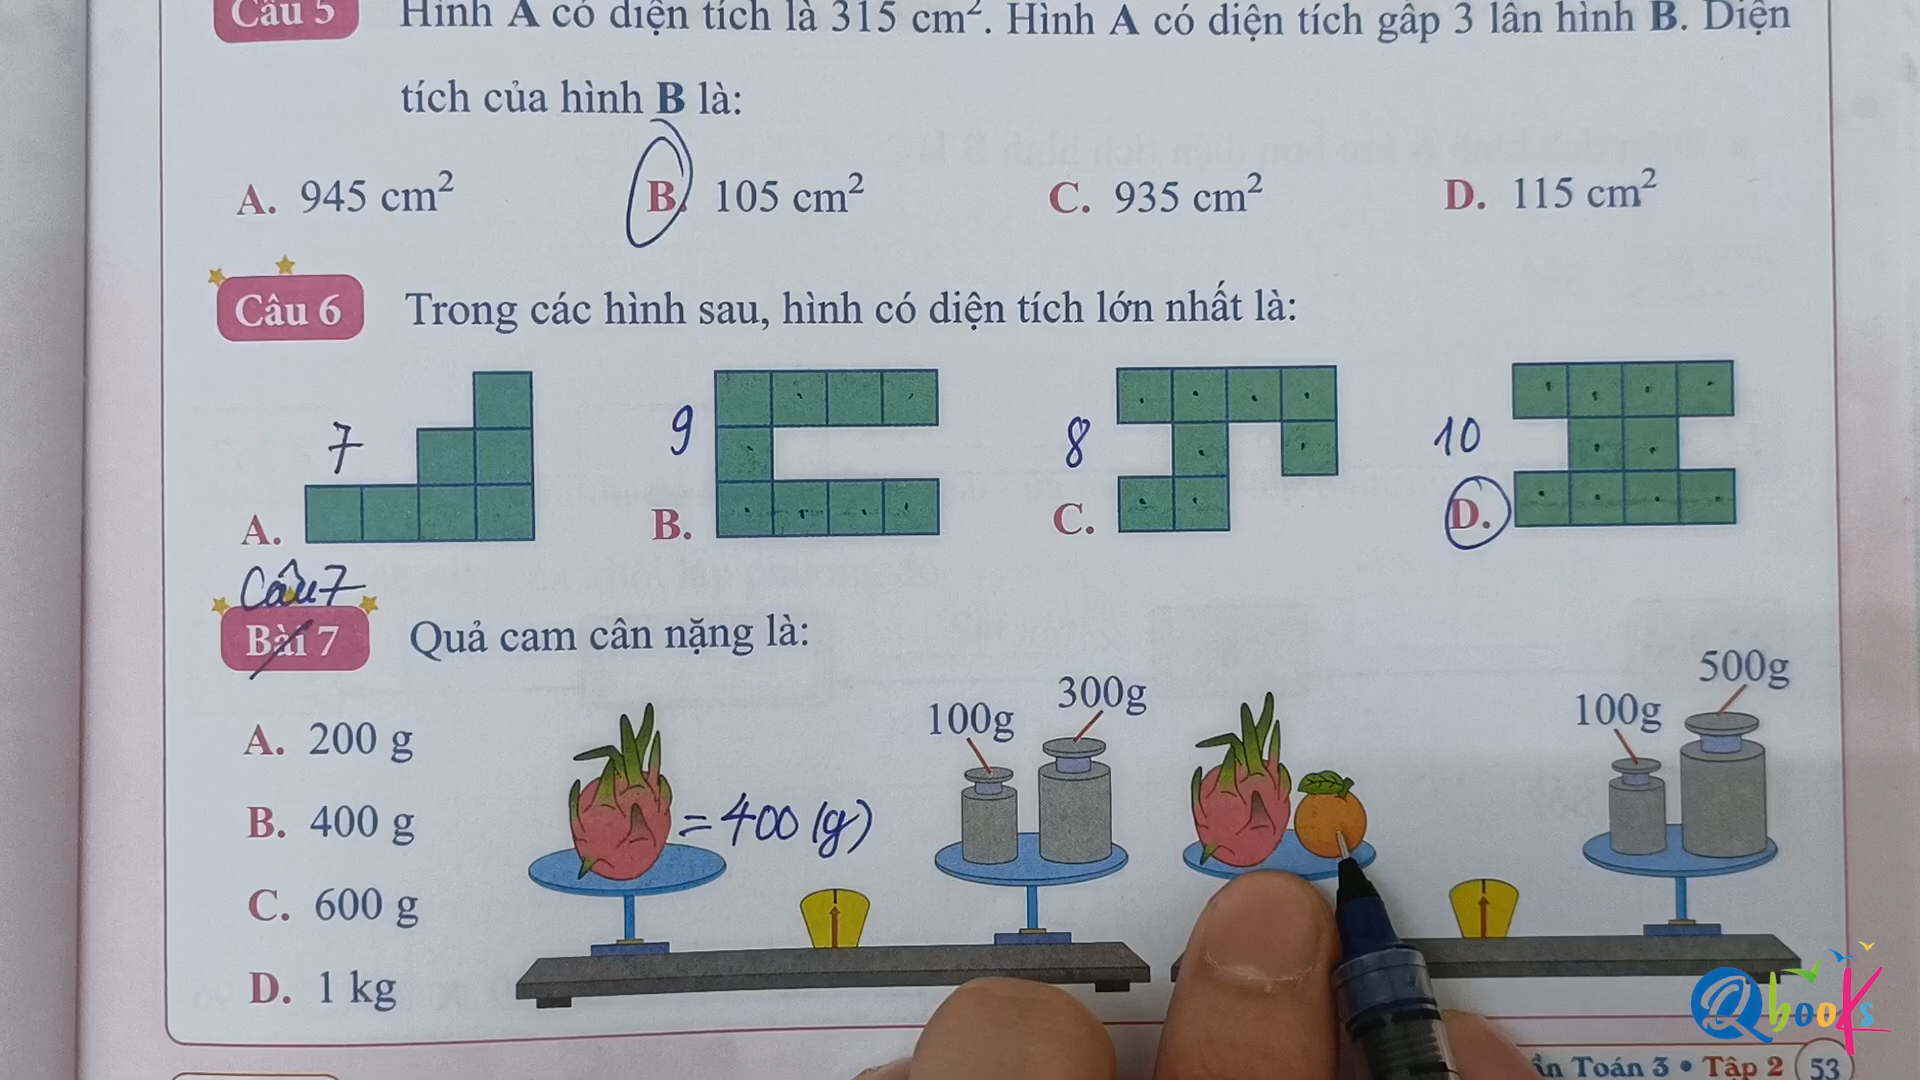 Câu 5 Hình A có diện tích là 315 cm². Hình A có diện tích gấp 3 lần hình B. Diện
tích của hình B là:
A. 945 cm² B. 105 cm² C. 935 cm² D. 115 cm²
Câu 6 Trong các hình sau, hình có diện tích lớn nhất là:
7 9 8 10
A. B. C. D.
Câu 7
Bài 7 Quả cam cân nặng là:
100g 300g 100g 500g
A. 200 g
B. 400 g
= 400 (g)
C. 600 g
D. 1 kg
Qbooks
Toán 3 • Tập 2 53